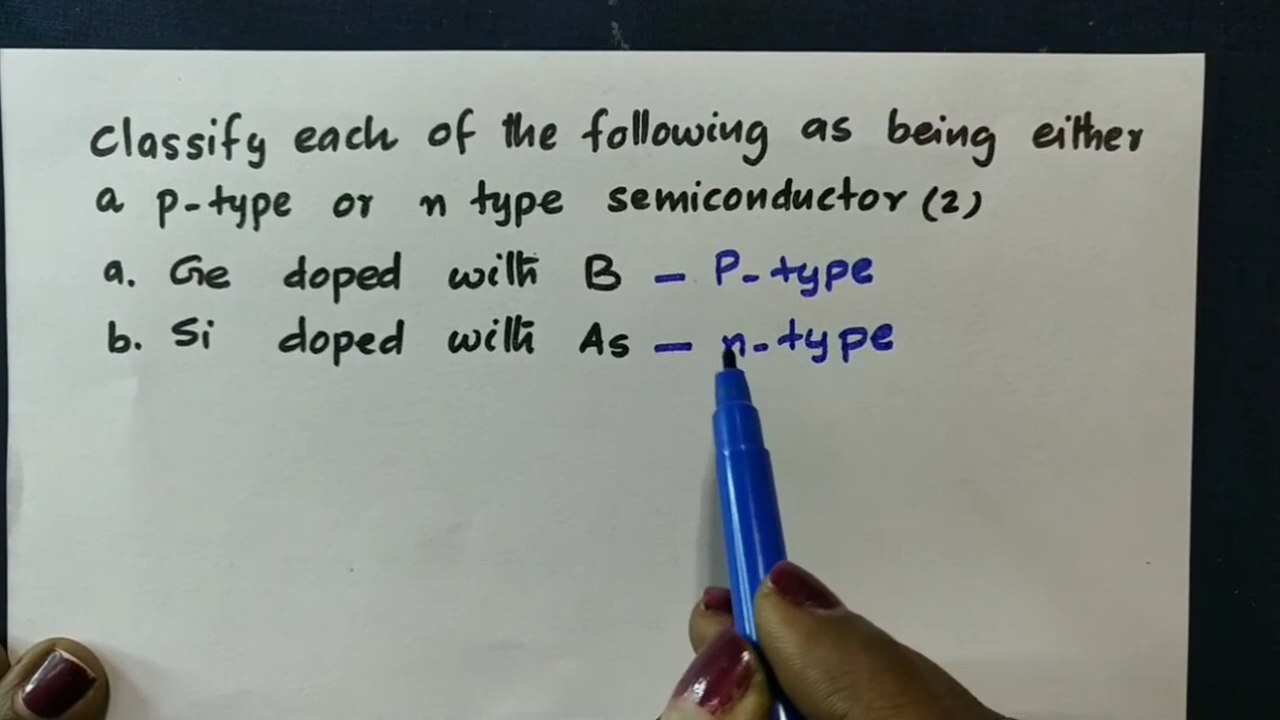 Classify each of the following as being either
a p-type or n type semiconductor (2)
a. Ge doped with B - P-type
b. Si doped with As - n-type